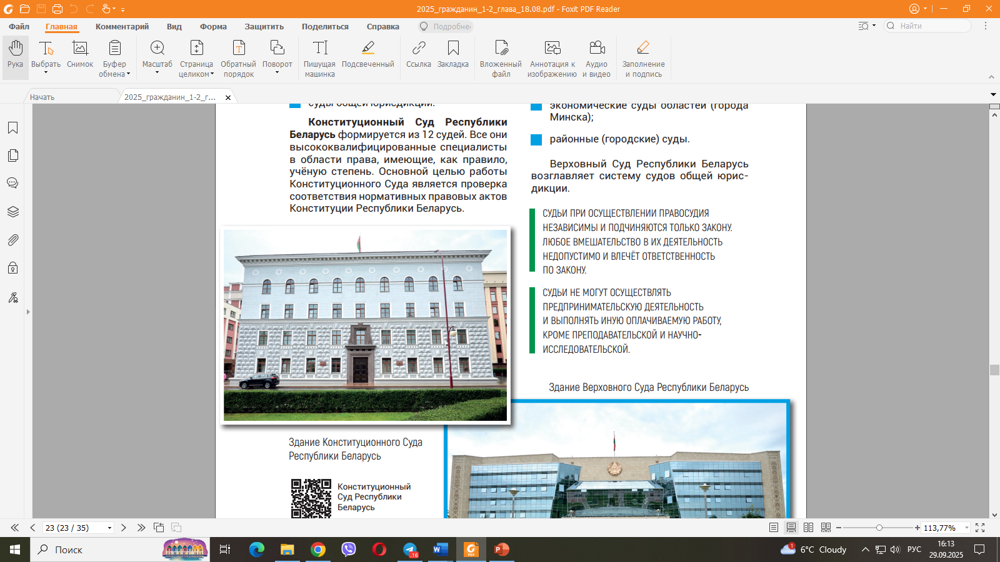 2025_гражданин_1-2_глава_18.08.pdf - Foxit PDF Reader
Файл Главная Комментарий Вид Форма Защитить Поделиться Справка Подробнее Найти
Рука
Выбрать
Снимок
Буфер обмена
Масштаб
Страница целиком
Обратный порядок
Поворот
Пишущая машинка
Подсвеченный
Ссылка
Закладка
Вложенный файл
Аннотация к изображению
Аудио и видео
Заполнение и подпись
Начать
2025_гражданин_1-2_г...
суды общей юрисдикции.
Конституционный Суд Республики
Беларусь формируется из 12 судей. Все они
высококвалифицированные специалисты
в области права, имеющие, как правило,
учёную степень. Основной целью работы
Конституционного Суда является проверка
соответствия нормативных правовых актов
Конституции Республики Беларусь.
Здание Конституционного Суда
Республики Беларусь
Конституционный
Суд Республики
Беларусь
экономические суды областей (города
Минска);
районные (городские) суды.
Верховный Суд Республики Беларусь
возглавляет систему судов общей юрис-
дикции.
СУДЬИ ПРИ ОСУЩЕСТВЛЕНИИ ПРАВОСУДИЯ
НЕЗАВИСИМЫ И ПОДЧИНЯЮТСЯ ТОЛЬКО ЗАКОНУ.
ЛЮБОЕ ВМЕШАТЕЛЬСТВО В ИХ ДЕЯТЕЛЬНОСТЬ
НЕДОПУСТИМО И ВЛЕЧЁТ ОТВЕТСТВЕННОСТЬ
ПО ЗАКОНУ.
СУДЬИ НЕ МОГУТ ОСУЩЕСТВЛЯТЬ
ПРЕДПРИНИМАТЕЛЬСКУЮ ДЕЯТЕЛЬНОСТЬ
И ВЫПОЛНЯТЬ ИНУЮ ОПЛАЧИВАЕМУЮ РАБОТУ,
КРОМЕ ПРЕПОДАВАТЕЛЬСКОЙ И НАУЧНО-
ИССЛЕДОВАТЕЛЬСКОЙ.
Здание Верховного Суда Республики Беларусь
23 (23 / 35)
113,77%
Поиск
.16
1
6°C Cloudy
РУС
16:13
29.09.2025